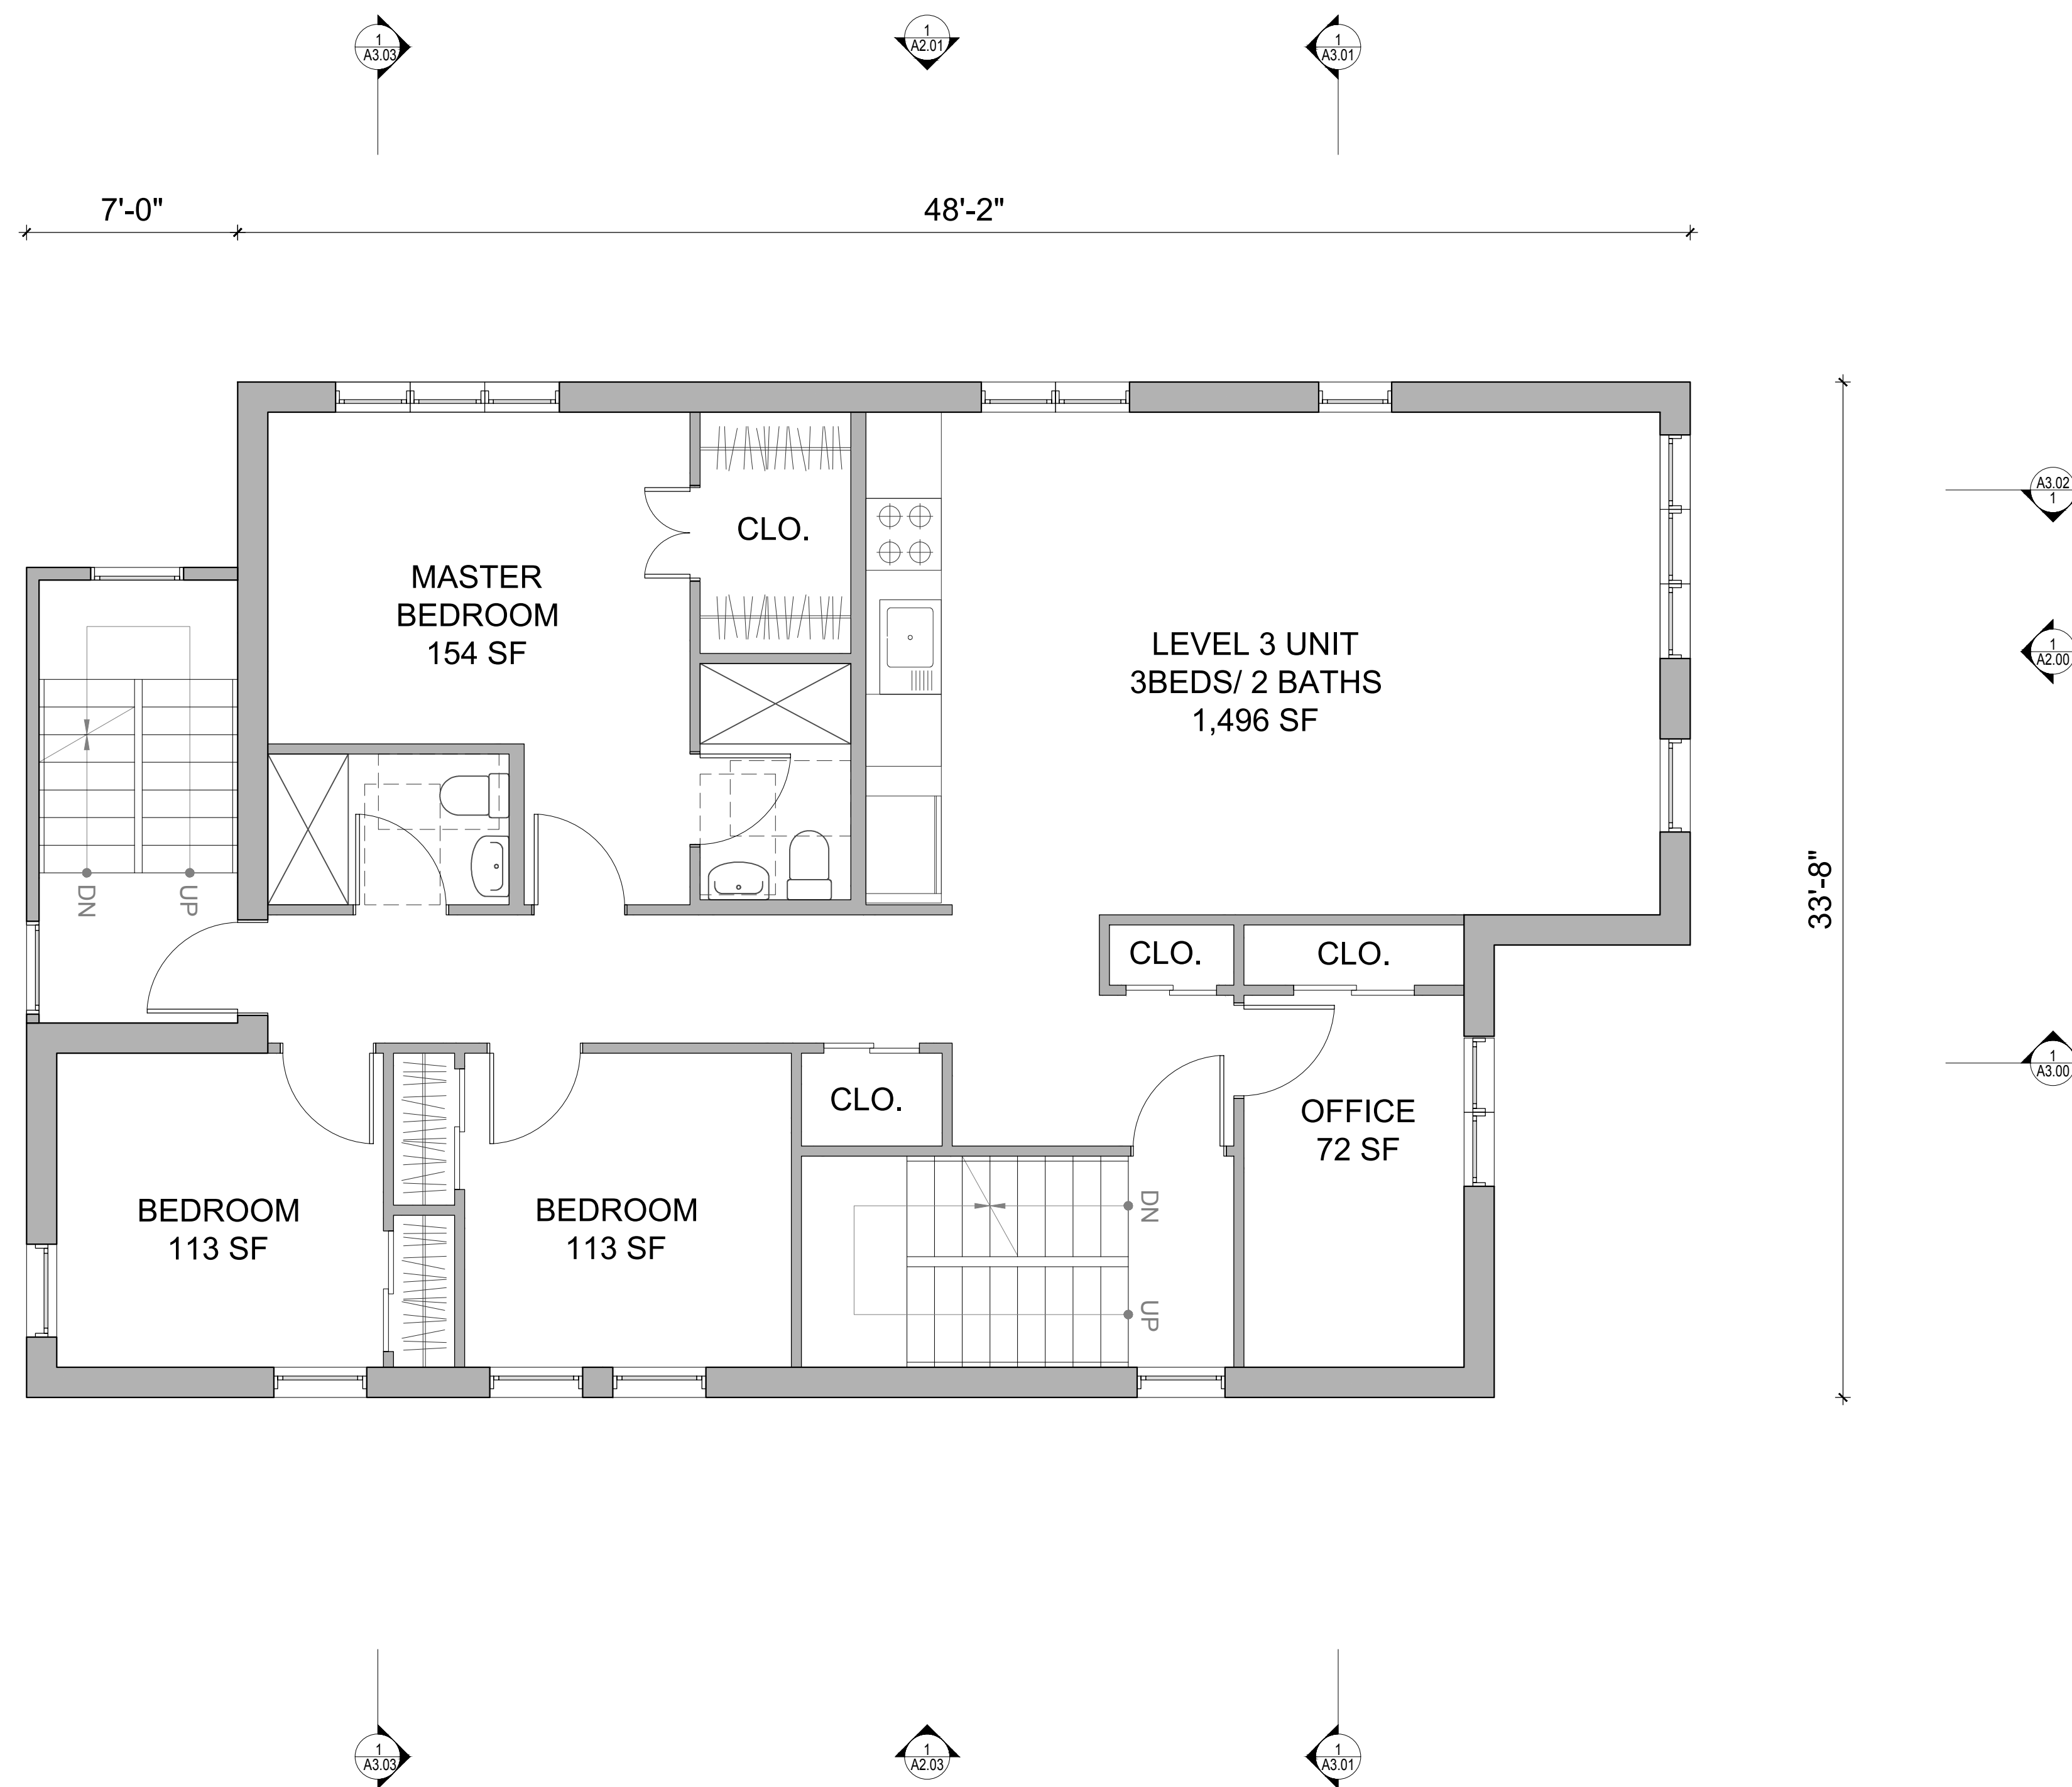 1
A3.03
1
A2.01
1
A3.01
7'-0"
48'-2"
A3.02
1
CLO.
MASTER
BEDROOM
154 SF
LEVEL 3 UNIT
3BEDS/ 2 BATHS
1,496 SF
1
A2.00
33'-8"
DN
UP
CLO.
CLO.
1
A3.00
CLO.
OFFICE
72 SF
BEDROOM
113 SF
BEDROOM
113 SF
DN
UP
1
A3.03
1
A2.03
1
A3.01